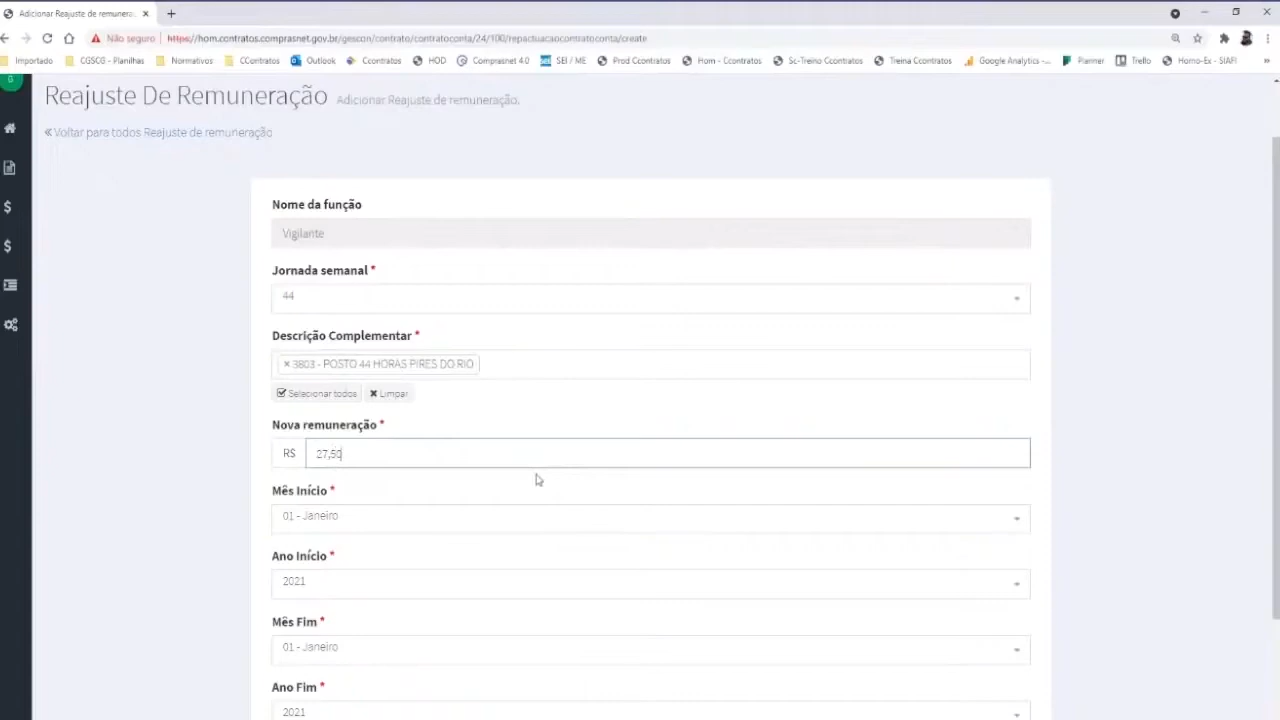 Adicionar Reajuste de remunera: × +
Não seguro https://hom.contratos.comprasnet.gov.br/gescon/contrato/contratoconta/24/100/repactuacaocontratoconta/create
Importado CGSCG - Planilhas Normativos CContratos Outlook Ccontratos HOD Comprasnet 4.0 SEI / ME Prod Ccontratos Hom - Ccontratos Sc-Treino Ccontratos Treina Ccontratos Google Analytics -... Planner Trello Homo-Ex - SIAFI »
Reajuste De Remuneração Adicionar Reajuste de remuneração.
« Voltar para todos Reajuste de remuneração
Nome da função
Vigilante
Jornada semanal *
44
Descrição Complementar *
× 3803 - POSTO 44 HORAS PIRES DO RIO
Selecionar todos Limpar
Nova remuneração *
R$ 27,50
Mês Início *
01 - Janeiro
Ano Início *
2021
Mês Fim *
01 - Janeiro
Ano Fim *
2021